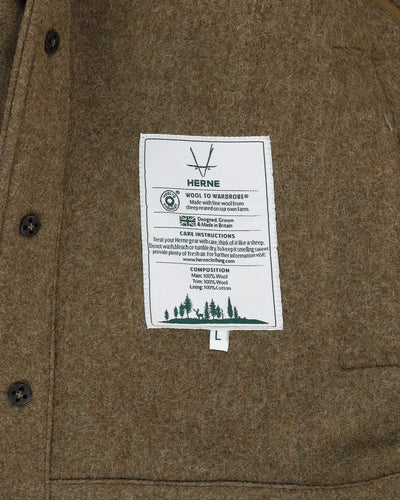 HERNE
WOOL TO WARDROBE®
Made with fine wool from
sheep reared on our own farm.
Designed, Grown
& Made in Britain
CARE INSTRUCTIONS
Treat your Herne gear with care, think of it like a sheep.
Do not wash, bleach or tumble dry, to keep it smelling sweet,
provide plenty of fresh air. For further information visit:
www.herneclothing.com
COMPOSITION
Main: 100% Wool
Trim: 100% Wool
Lining: 100% Cotton
L